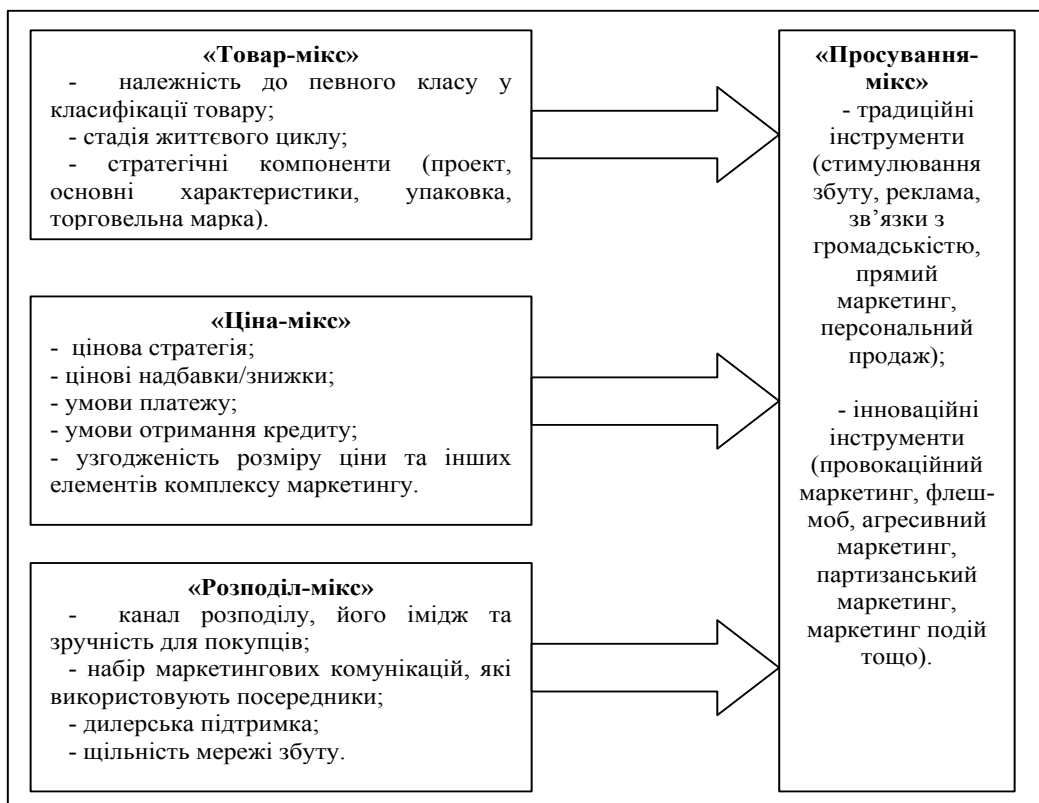 «Товар-мікс»
- належність до певного класу у
класифікації товару;
- стадія життєвого циклу;
- стратегічні компоненти (проект,
основні характеристики, упаковка,
торговельна марка).
«Ціна-мікс»
- цінова стратегія;
- цінові надбавки/знижки;
- умови платежу;
- умови отримання кредиту;
- узгодженість розміру ціни та інших
елементів комплексу маркетингу.
«Розподіл-мікс»
- канал розподілу, його імідж та
зручність для покупців;
- набір маркетингових комунікацій, які
використовують посередники;
- дилерська підтримка;
- щільність мережі збуту.
«Просування-
мікс»
- традиційні
інструменти
(стимулювання
збуту, реклама,
зв’язки з
громадськістю,
прямий
маркетинг,
персональний
продаж);
- інноваційні
інструменти
(провокаційний
маркетинг, флеш-
моб, агресивний
маркетинг,
партизанський
маркетинг,
маркетинг подій
тощо).